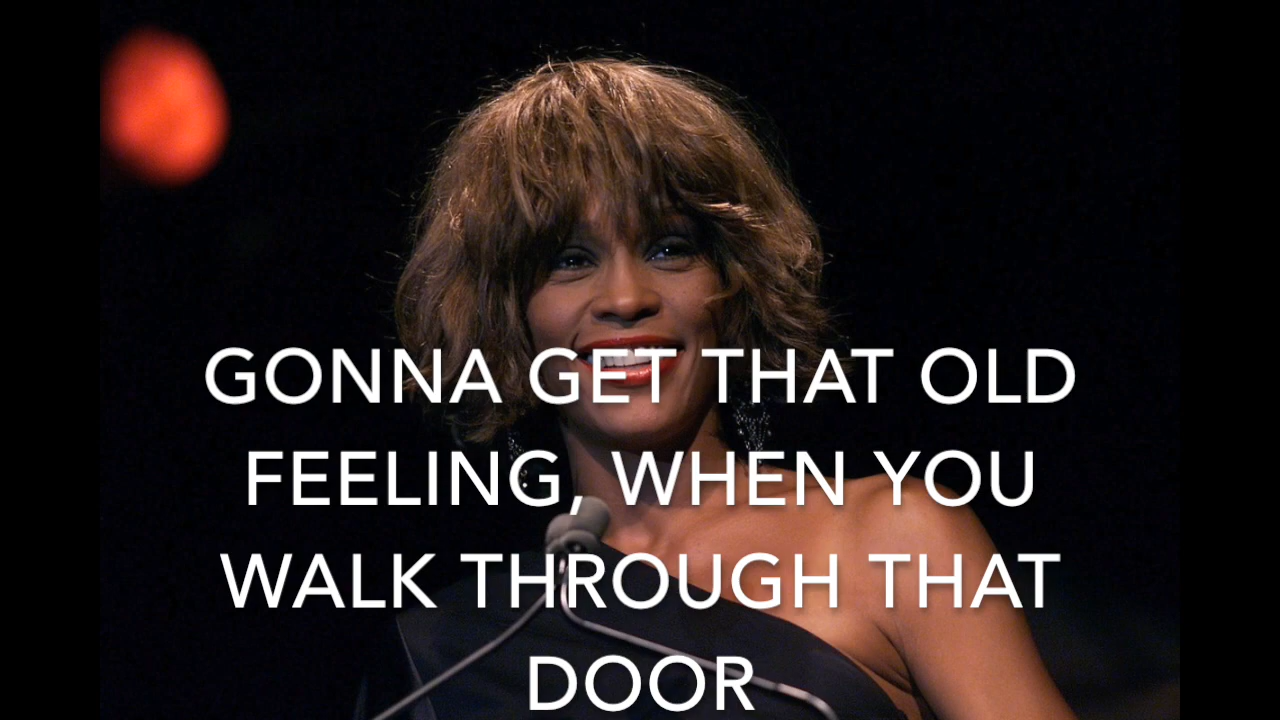 GONNA GET THAT OLD
FEELING, WHEN YOU
WALK THROUGH THAT
DOOR